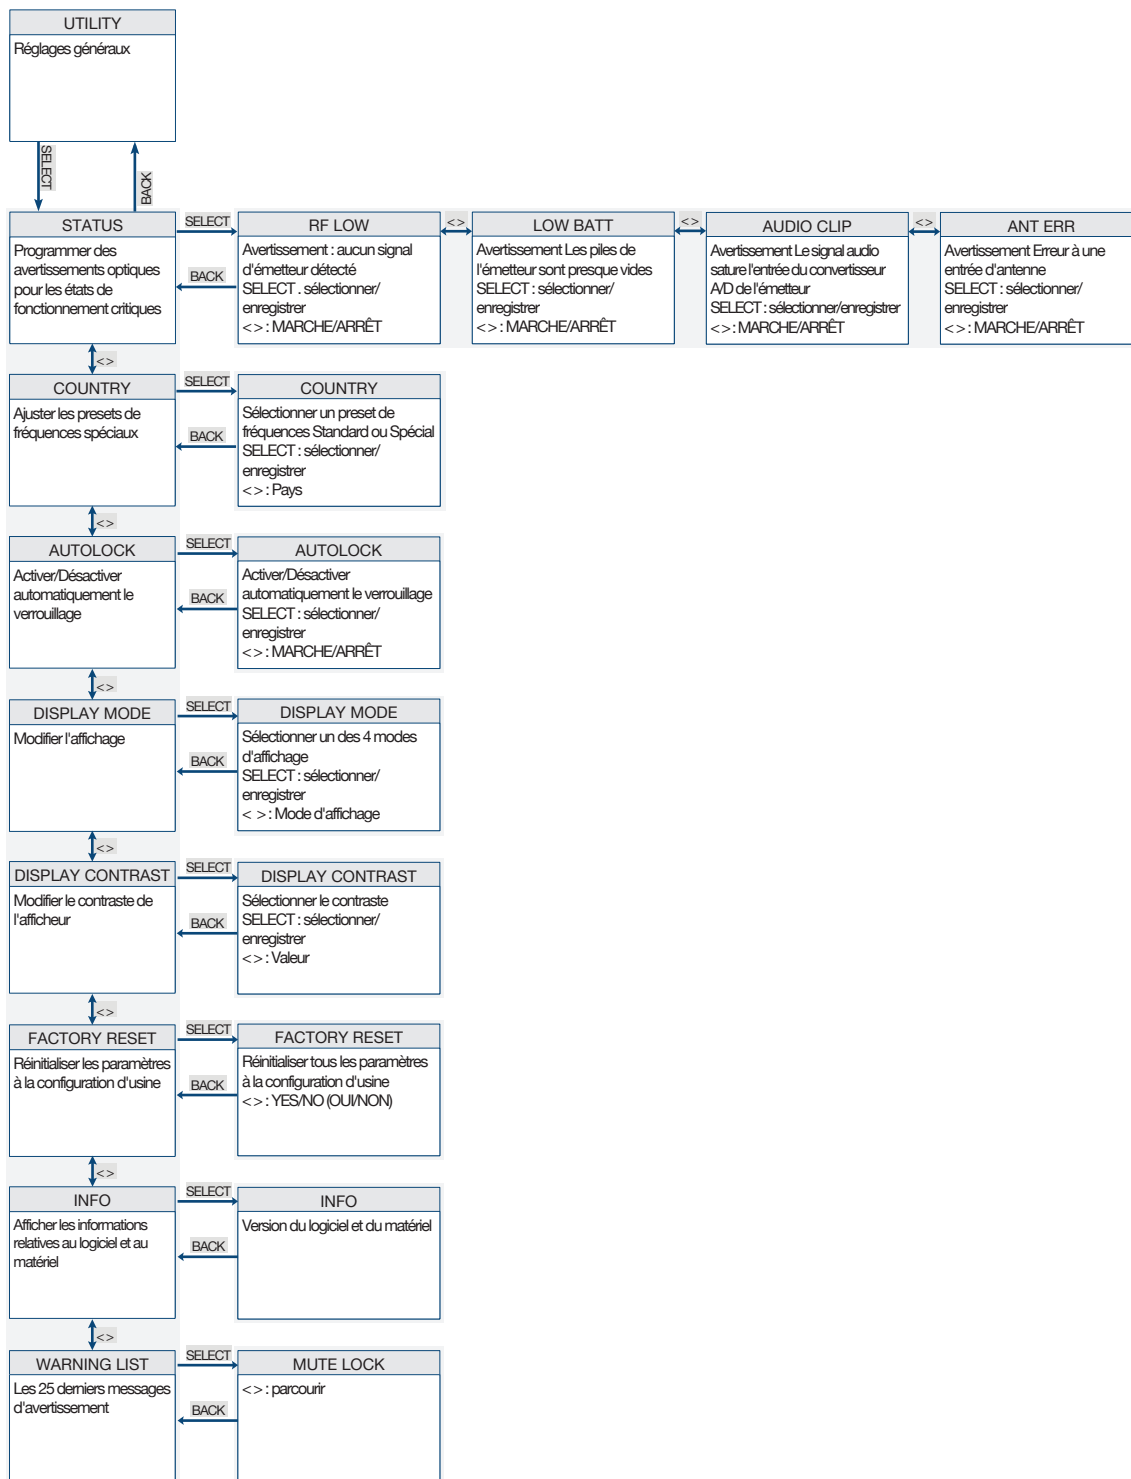 UTILITY
Réglages généraux
SELECT
BACK
STATUS
Programmer des
avertissements optiques
pour les états de
fonctionnement critiques
SELECT
BACK
RF LOW
Avertissement : aucun signal
d'émetteur détecté
SELECT . sélectionner/
enregistrer
<> : MARCHE/ARRÊT
<>
LOW BATT
Avertissement Les piles de
l'émetteur sont presque vides
SELECT : sélectionner/
enregistrer
<> : MARCHE/ARRÊT
<>
AUDIO CLIP
Avertissement Le signal audio
sature l'entrée du convertisseur
A/D de l'émetteur
SELECT : sélectionner/enregistrer
<> : MARCHE/ARRÊT
<>
ANT ERR
Avertissement Erreur à une
entrée d'antenne
SELECT : sélectionner/
enregistrer
<> : MARCHE/ARRÊT
<>
COUNTRY
Ajuster les presets de
fréquences spéciaux
SELECT
BACK
COUNTRY
Sélectionner un preset de
fréquences Standard ou Spécial
SELECT : sélectionner/
enregistrer
<> : Pays
<>
AUTOLOCK
Activer/Désactiver
automatiquement le
verrouillage
SELECT
BACK
AUTOLOCK
Activer/Désactiver
automatiquement le verrouillage
SELECT : sélectionner/
enregistrer
<> : MARCHE/ARRÊT
<>
DISPLAY MODE
Modifier l'affichage
SELECT
BACK
DISPLAY MODE
Sélectionner un des 4 modes
d'affichage
SELECT : sélectionner/
enregistrer
< > : Mode d'affichage
<>
DISPLAY CONTRAST
Modifier le contraste de
l'afficheur
SELECT
BACK
DISPLAY CONTRAST
Sélectionner le contraste
SELECT : sélectionner/
enregistrer
<> : Valeur
<>
FACTORY RESET
Réinitialiser les paramètres
à la configuration d'usine
SELECT
BACK
FACTORY RESET
Réinitialiser tous les paramètres
à la configuration d'usine
<> : YES/NO (OUI/NON)
<>
INFO
Afficher les informations
relatives au logiciel et au
matériel
SELECT
BACK
INFO
Version du logiciel et du matériel
<>
WARNING LIST
Les 25 derniers messages
d'avertissement
SELECT
BACK
MUTE LOCK
<> : parcourir